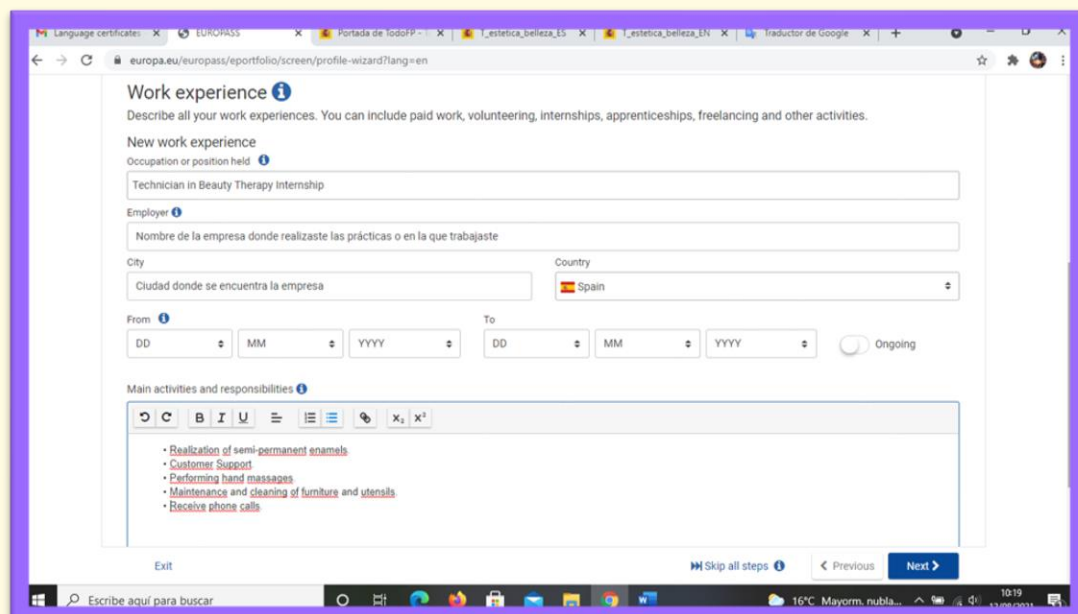 Language certificates
EUROPASS
Portada de TodoFP - T
T_estetica_belleza_ES
T_estetica_belleza_EN
Traductor de Google
europa.eu/europass/eportfolio/screen/profile-wizard?lang=en
Work experience
Describe all your work experiences. You can include paid work, volunteering, internships, apprenticeships, freelancing and other activities.
New work experience
Occupation or position held
Technician in Beauty Therapy Internship
Employer
Nombre de la empresa donde realizaste las prácticas o en la que trabajaste
City Country
Ciudad donde se encuentra la empresa Spain
From To
DD MM YYYY DD MM YYYY Ongoing
Main activities and responsibilities
B I U X₂ X²
• Realization of semi-permanent enamels.
• Customer Support.
• Performing hand massages.
• Maintenance and cleaning of furniture and utensils.
• Receive phone calls.
Exit Skip all steps Previous Next
Escribe aquí para buscar 16°C Mayorm. nubla... 10:19